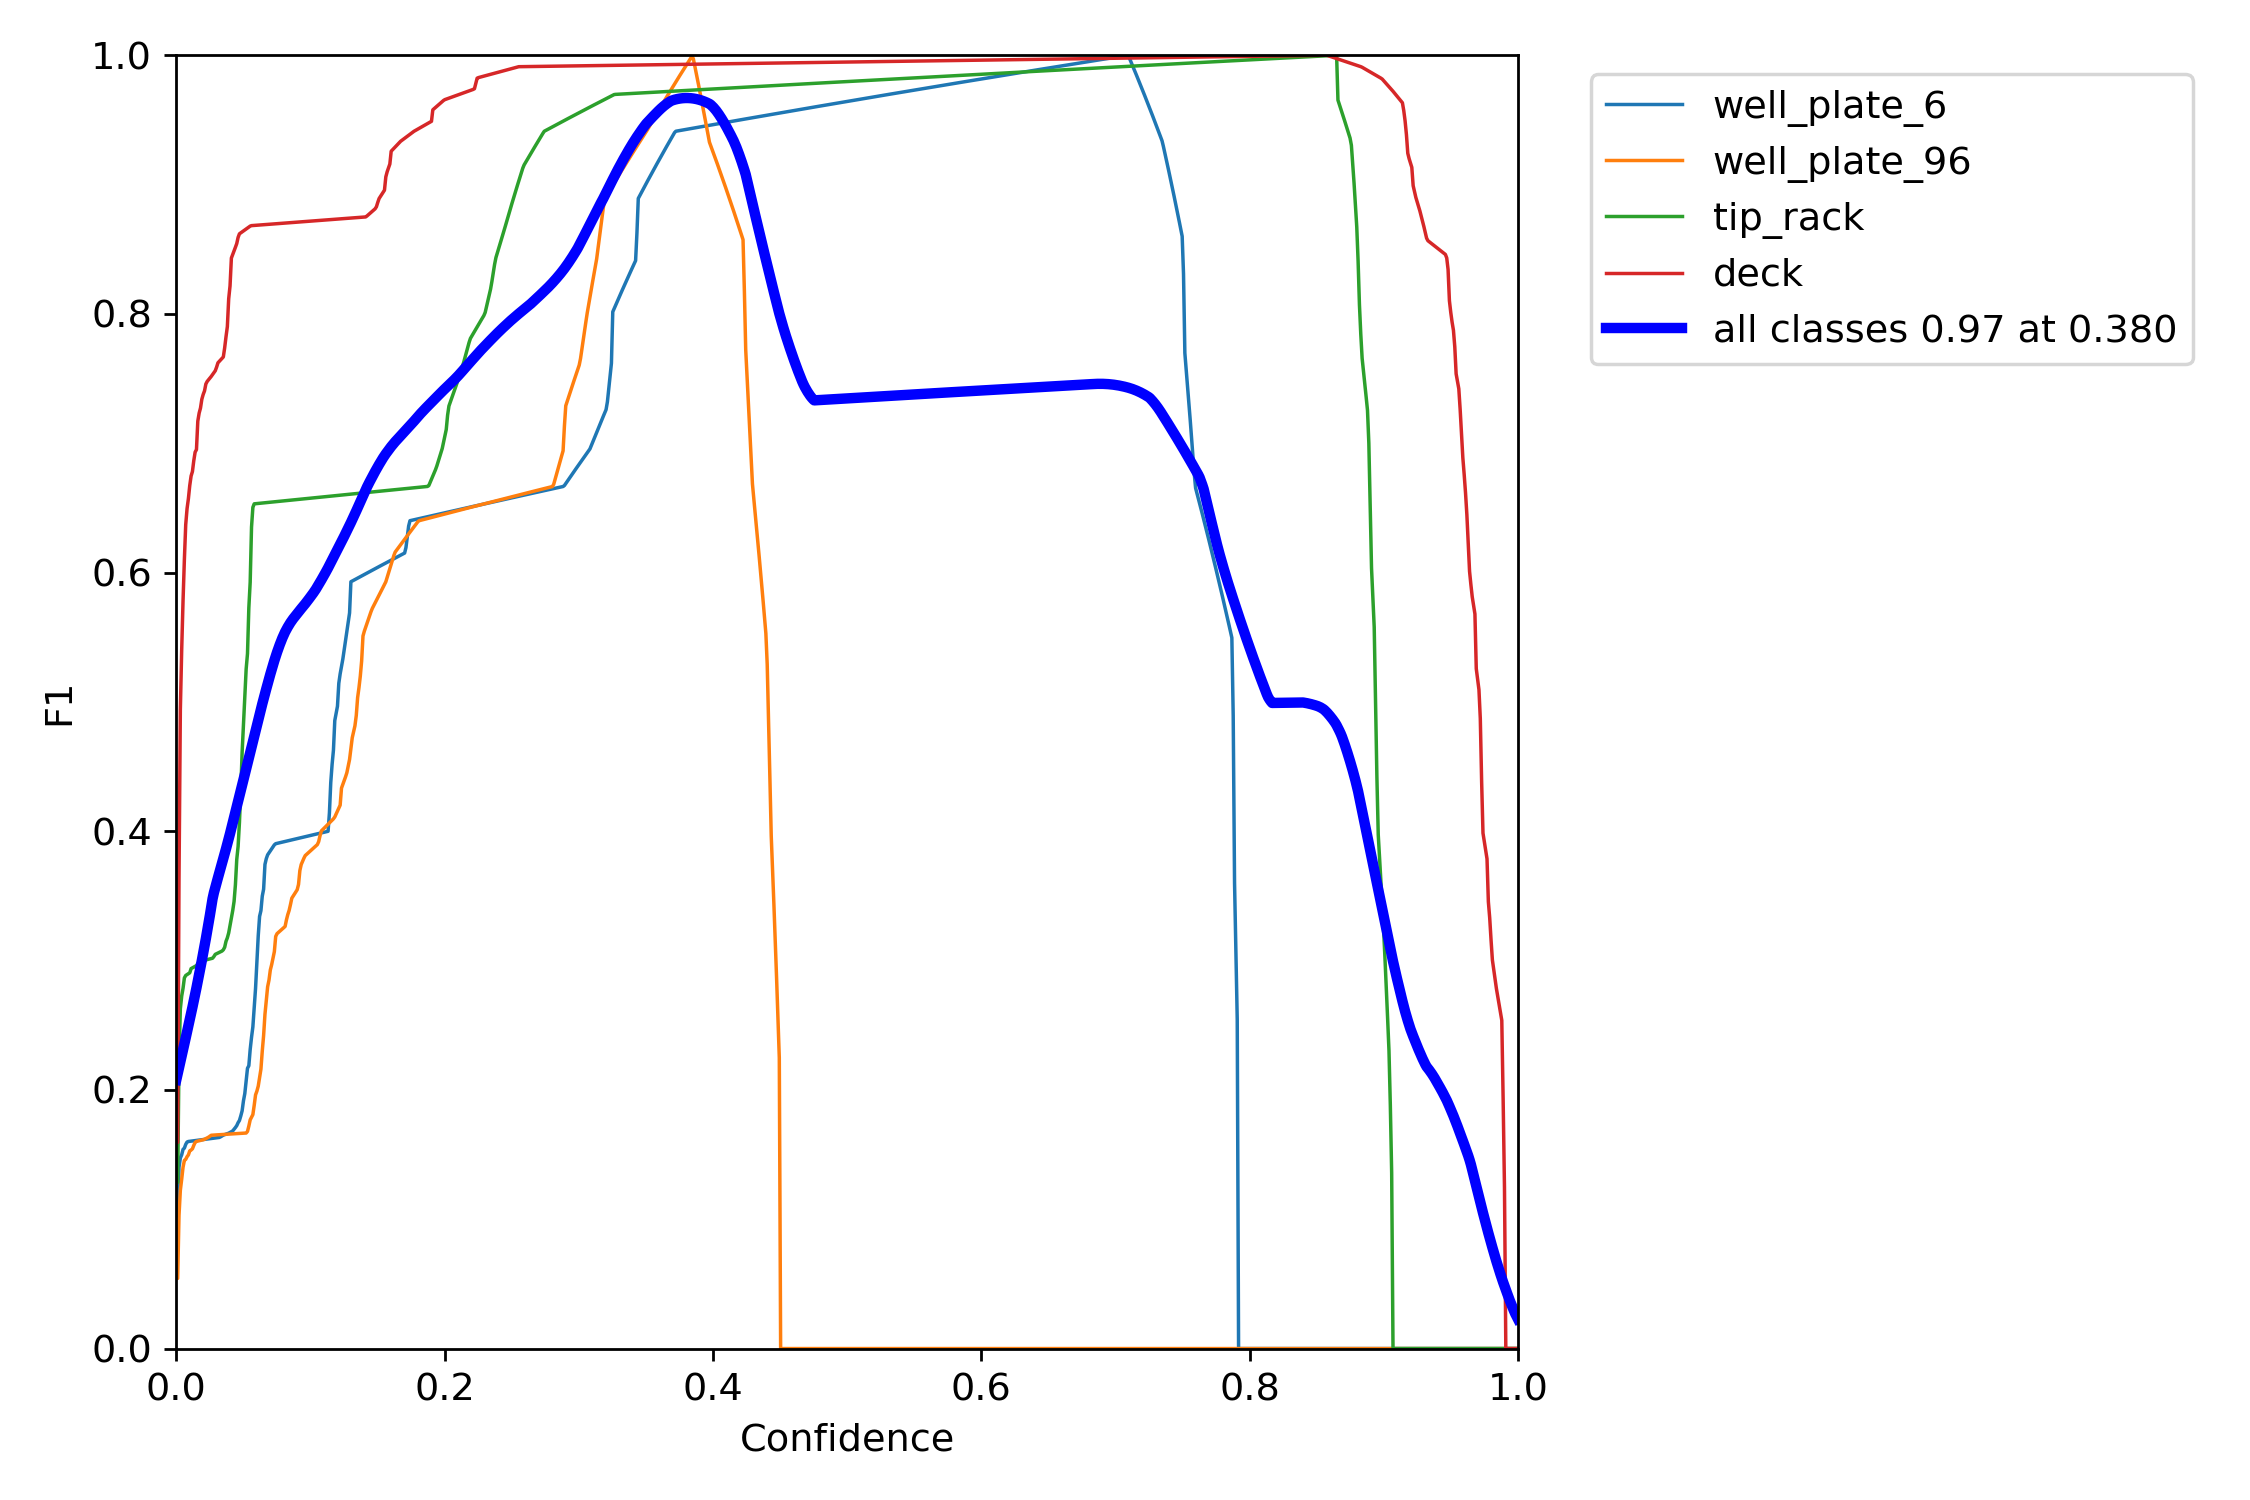 1.0
0.8
0.6
0.4
0.2
0.0
F1
0.0 0.2 0.4 0.6 0.8 1.0
Confidence
well_plate_6
well_plate_96
tip_rack
deck
all classes 0.97 at 0.380